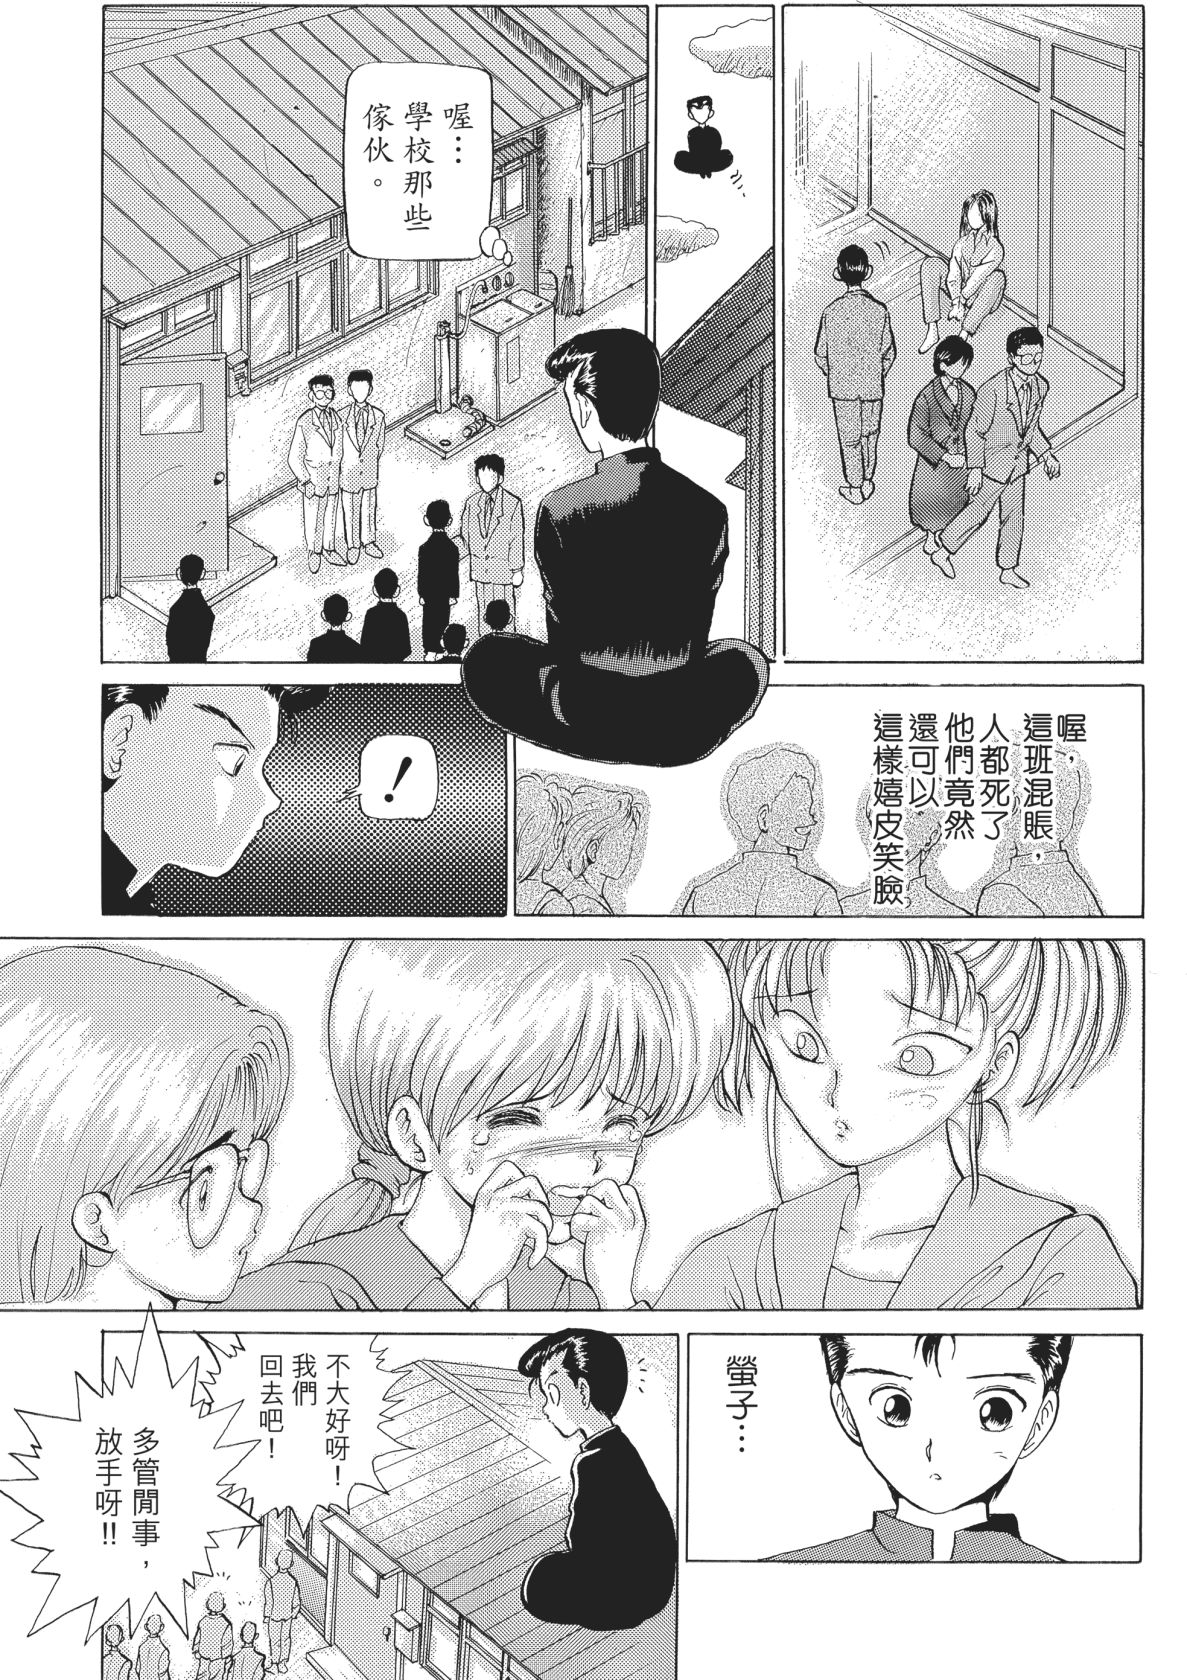 喔…
學校那些
傢伙。
喔，
這班混賬，
人都死了
他們竟然
還可以
這樣嬉皮笑臉
！
螢子…
不大好呀！
我們
回去吧！
多管閒事，
放手呀!!